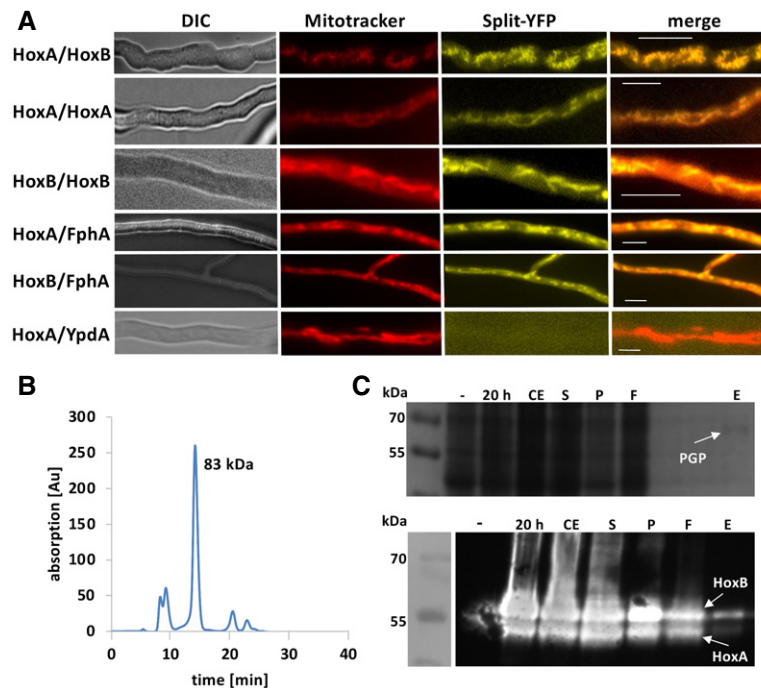 A
DIC Mitotracker Split-YFP merge
HoxA/HoxB
HoxA/HoxA
HoxB/HoxB
HoxA/FphA
HoxB/FphA
HoxA/YpdA
B
absorption [Au]
300
250
200
150
100
50
0
83 kDa
0 10 20 30 40
time [min]
C
kDa - 20 h CE S P F E
70
55
PGP
kDa - 20 h CE S P F E
70
55
HoxB
HoxA